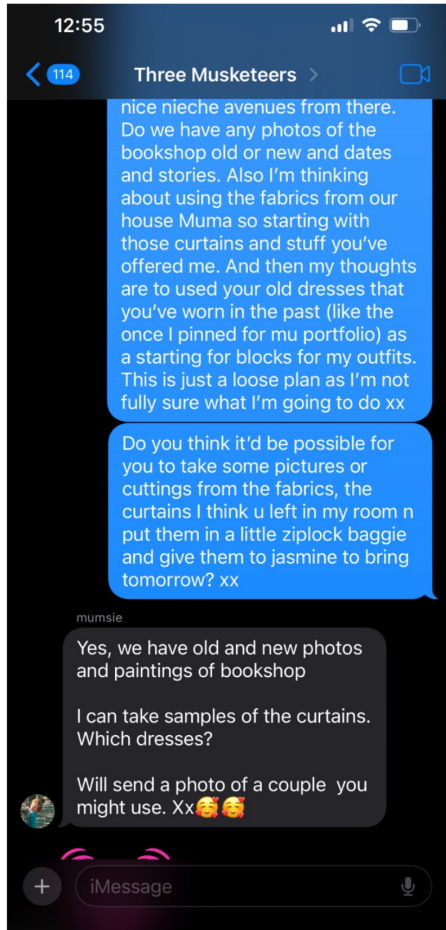 12:55
114
Three Musketeers
nice nieche avenues from there.
Do we have any photos of the
bookshop old or new and dates
and stories. Also I'm thinking
about using the fabrics from our
house Muma so starting with
those curtains and stuff you've
offered me. And then my thoughts
are to used your old dresses that
you've worn in the past (like the
once I pinned for mu portfolio) as
a starting for blocks for my outfits.
This is just a loose plan as I'm not
fully sure what I'm going to do xx
Do you think it'd be possible for
you to take some pictures or
cuttings from the fabrics, the
curtains I think u left in my room n
put them in a little ziplock baggie
and give them to jasmine to bring
tomorrow? xx
mumsie
Yes, we have old and new photos
and paintings of bookshop
I can take samples of the curtains.
Which dresses?
Will send a photo of a couple you
might use. Xx🥰🥰
iMessage